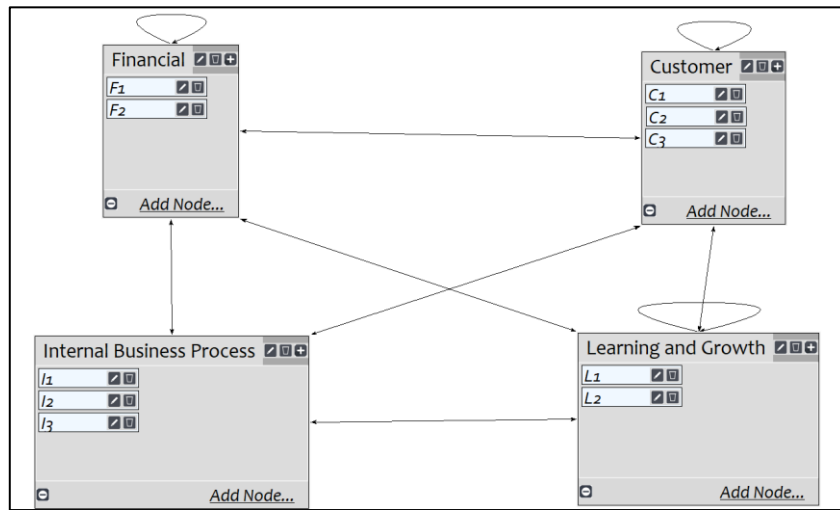 Financial
F1
F2
Add Node...
Customer
C1
C2
C3
Add Node...
Internal Business Process
I1
I2
I3
Add Node...
Learning and Growth
L1
L2
Add Node...